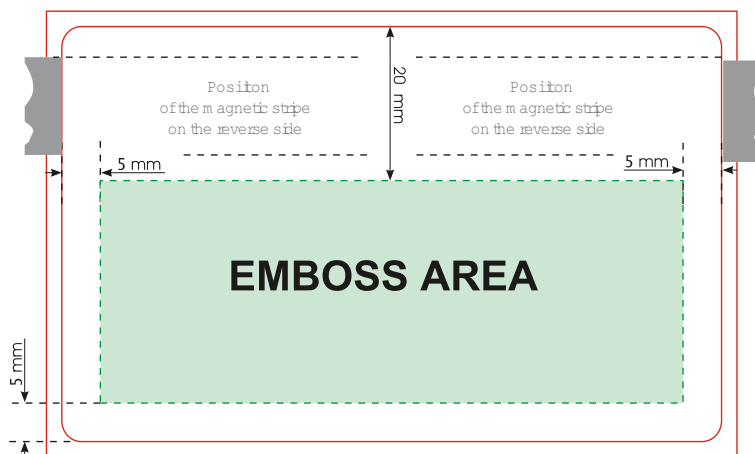 20 mm
Position
of the magnetic stripe
on the reverse side
Position
of the magnetic stripe
on the reverse side
5 mm
5 mm
EMBOSS AREA
5 mm